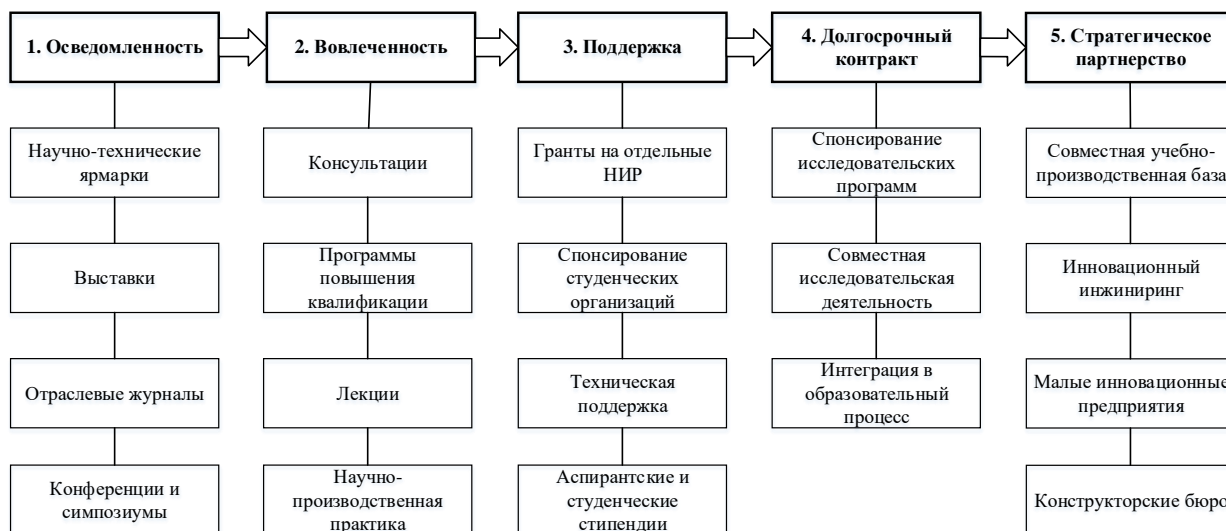 1. Осведомленность
2. Вовлеченность
3. Поддержка
4. Долгосрочный
контракт
5. Стратегическое
партнерство
Научно-технические
ярмарки
Консультации
Гранты на отдельные
НИР
Спонсирование
исследовательских
программ
Совместная учебно-
производственная база
Выставки
Программы
повышения
квалификации
Спонсирование
студенческих
организаций
Совместная
исследовательская
деятельность
Инновационный
инжиниринг
Отраслевые журналы
Лекции
Техническая
поддержка
Интеграция в
образовательный
процесс
Малые инновационные
предприятия
Конференции и
симпозиумы
Научно-
производственная
практика
Аспирантские и
студенческие
стипендии
Конструкторские бюро